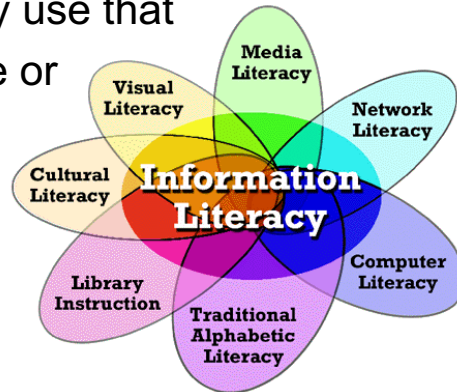 y use that
e or
Media
Literacy
Visual
Literacy
Network
Literacy
Cultural
Literacy
Information
Literacy
Computer
Literacy
Library
Instruction
Traditional
Alphabetic
Literacy